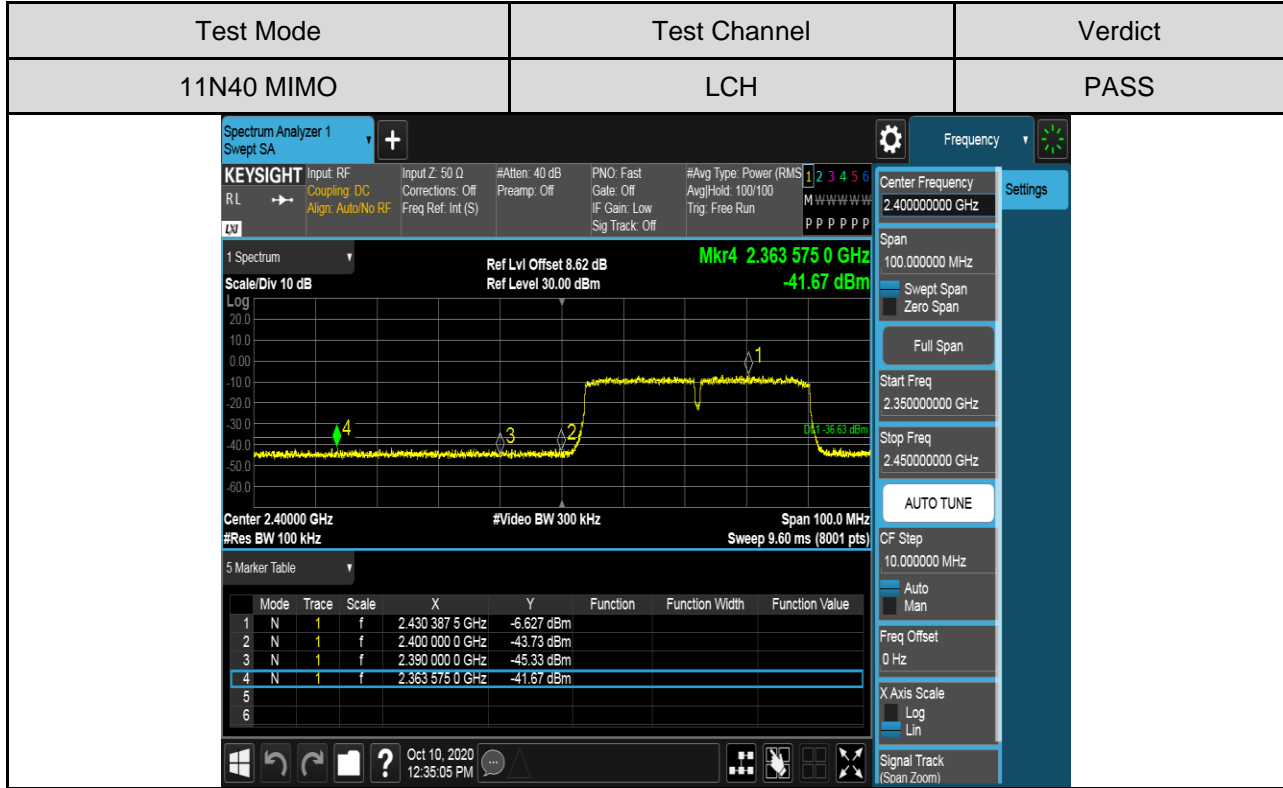 Test Mode Test Channel Verdict
11N40 MIMO LCH PASS
Spectrum Analyzer 1
Swept SA
+
Frequency
KEYSIGHT Input: RF Input Z: 50 Ω #Atten: 40 dB PNO: Fast #Avg Type: Power (RMS 1 2 3 4 5 6
RL Coupling: DC Corrections: Off Preamp: Off Gate: Off Avg|Hold: 100/100 M W W W W W
Align: Auto/No RF Freq Ref: Int (S) IF Gain: Low Trig: Free Run
LXI Sig Track: Off P P P P P P
1 Spectrum Ref Lvl Offset 8.62 dB Mkr4 2.363 575 0 GHz
Scale/Div 10 dB Ref Level 30.00 dBm -41.67 dBm
Log
20.0
10.0
0.00
-10.0
-20.0
-30.0
-40.0
-50.0
-60.0
1
2
3
4
DL1 -36.63 dBm
Center 2.40000 GHz #Video BW 300 kHz Span 100.0 MHz
#Res BW 100 kHz Sweep 9.60 ms (8001 pts)
5 Marker Table
Mode Trace Scale X Y Function Function Width Function Value
1 N 1 f 2.430 387 5 GHz -6.627 dBm
2 N 1 f 2.400 000 0 GHz -43.73 dBm
3 N 1 f 2.390 000 0 GHz -45.33 dBm
4 N 1 f 2.363 575 0 GHz -41.67 dBm
5
6
? Oct 10, 2020
12:35:05 PM
Settings
Center Frequency
2.400000000 GHz
Span
100.000000 MHz
Swept Span
Zero Span
Full Span
Start Freq
2.350000000 GHz
Stop Freq
2.450000000 GHz
AUTO TUNE
CF Step
10.000000 MHz
Auto
Man
Freq Offset
0 Hz
X Axis Scale
Log
Lin
Signal Track
(Span Zoom)